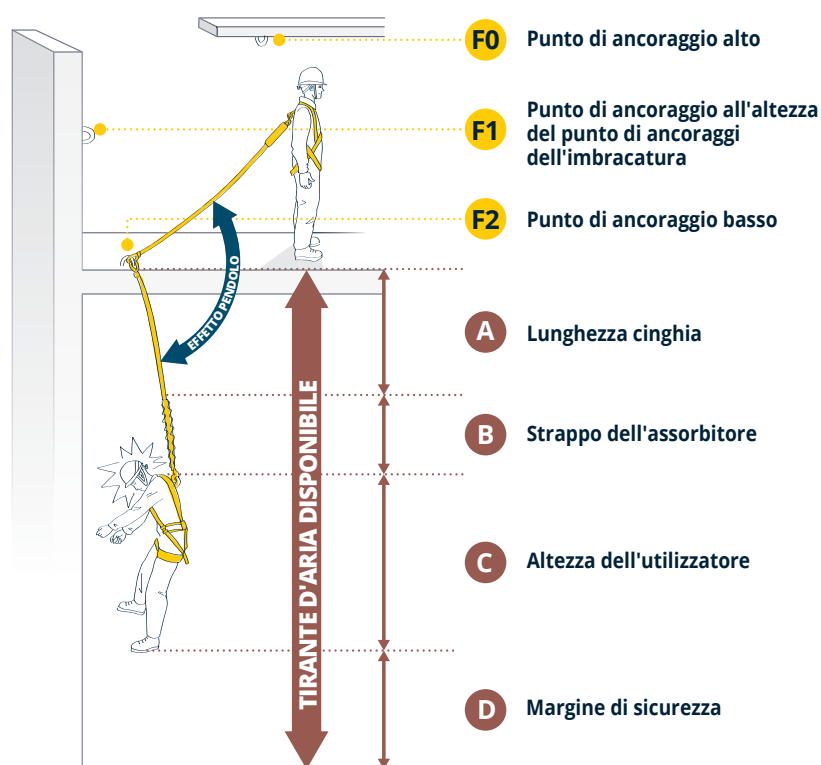 F0
Punto di ancoraggio alto
F1
Punto di ancoraggio all'altezza
del punto di ancoraggi
dell'imbracatura
F2
Punto di ancoraggio basso
EFFETTO PENDOLO
TIRANTE D'ARIA DISPONIBILE
A
Lunghezza cinghia
B
Strappo dell'assorbitore
C
Altezza dell'utilizzatore
D
Margine di sicurezza